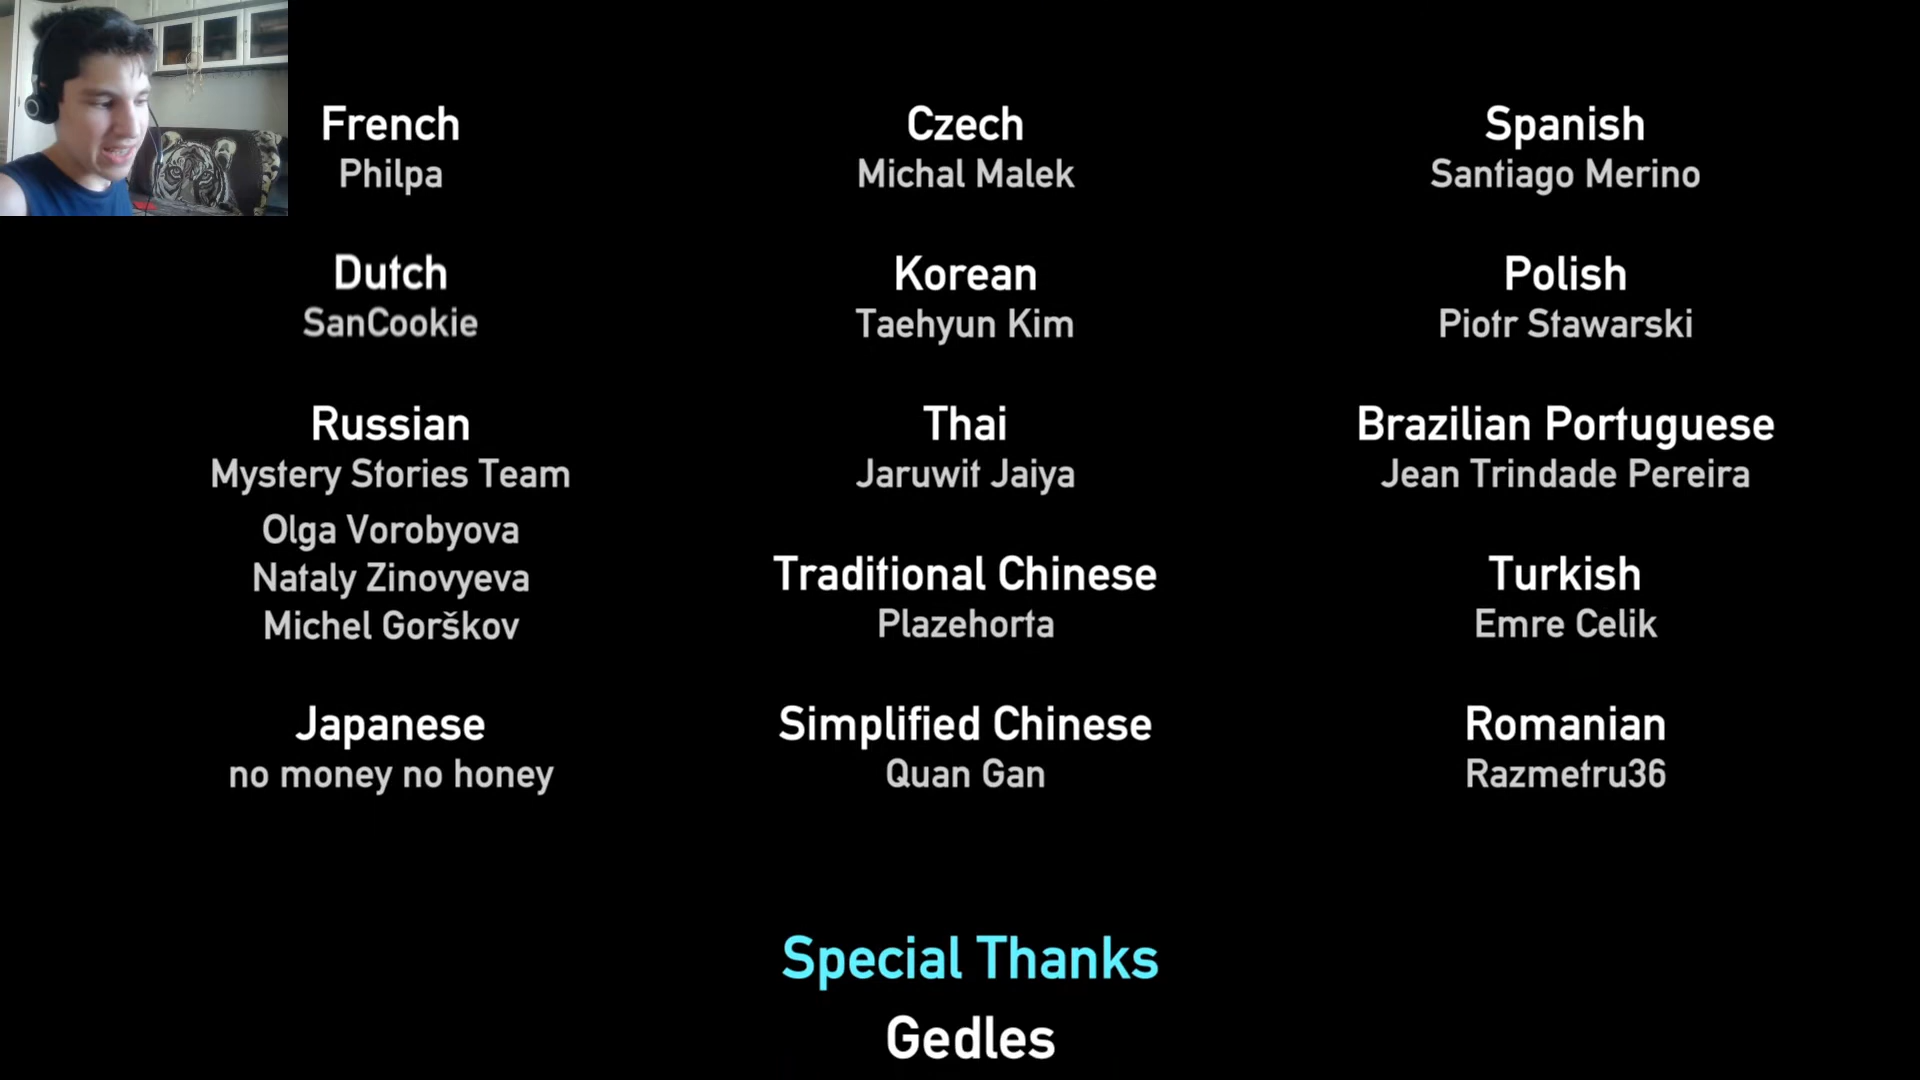 French
Philpa
Czech
Michal Malek
Spanish
Santiago Merino
Dutch
SanCookie
Korean
Taehyun Kim
Polish
Piotr Stawarski
Russian
Mystery Stories Team
Olga Vorobyova
Nataly Zinovyeva
Michel Gorškov
Thai
Jaruwit Jaiya
Brazilian Portuguese
Jean Trindade Pereira
Traditional Chinese
Plazehorta
Turkish
Emre Celik
Japanese
no money no honey
Simplified Chinese
Quan Gan
Romanian
Razmetru36
Special Thanks
Gedles